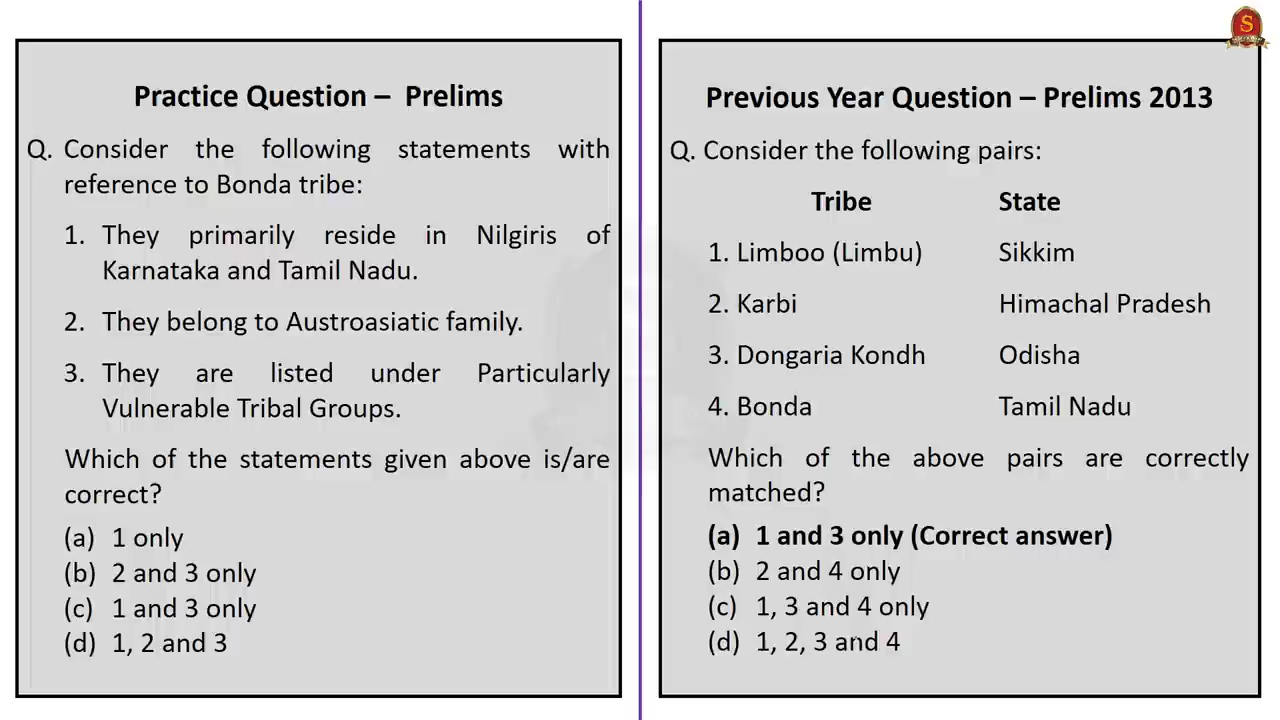 Practice Question – Prelims
Q. Consider the following statements with
reference to Bonda tribe:
1. They primarily reside in Nilgiris of
Karnataka and Tamil Nadu.
2. They belong to Austroasiatic family.
3. They are listed under Particularly
Vulnerable Tribal Groups.
Which of the statements given above is/are
correct?
(a) 1 only
(b) 2 and 3 only
(c) 1 and 3 only
(d) 1, 2 and 3
Previous Year Question – Prelims 2013
Q. Consider the following pairs:
Tribe State
1. Limboo (Limbu) Sikkim
2. Karbi Himachal Pradesh
3. Dongaria Kondh Odisha
4. Bonda Tamil Nadu
Which of the above pairs are correctly
matched?
(a) 1 and 3 only (Correct answer)
(b) 2 and 4 only
(c) 1, 3 and 4 only
(d) 1, 2, 3 and 4
S